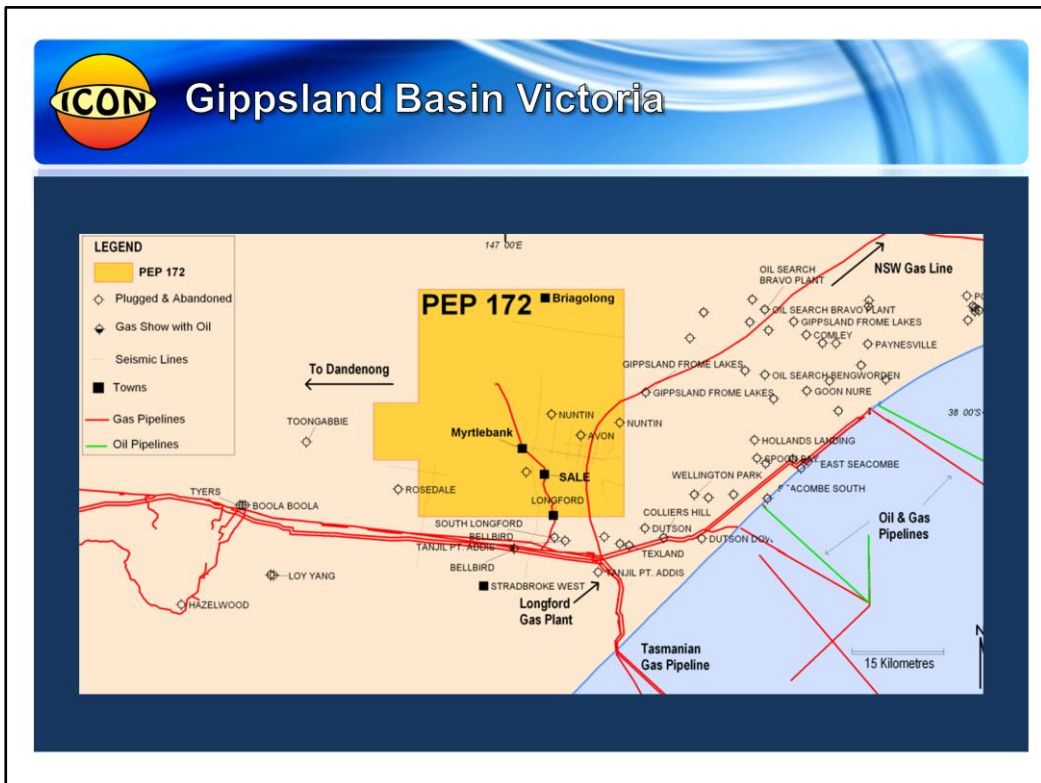 ICON
Gippsland Basin Victoria
LEGEND
PEP 172
Plugged & Abandoned
Gas Show with Oil
Seismic Lines
Towns
Gas Pipelines
Oil Pipelines
147 00'E
NSW Gas Line
OIL SEARCH
BRAVO PLANT
PEP 172
Briagolong
OIL SEARCH BRAVO PLANT
GIPPSLAND FROME LAKES
COMLEY
PAYNESVILLE
To Dandenong
GIPPSLAND FROME LAKES
OIL SEARCH BENGWORDEN
GIPPSLAND FROME LAKES
GOON NURE
38 00'S
TOONGABBIE
NUNTIN
NUNTIN
Myrtlebank
AVON
HOLLANDS LANDING
EAST SEACOMBE
SALE
WELLINGTON PARK
TYERS
ROSEDALE
LONGFORD
BOOLA BOOLA
COLLIERS HILL
SOUTH LONGFORD
DUTSON
Oil & Gas
Pipelines
BELLBIRD
TANJIL PT. ADDIS
TEXLAND
BELLBIRD
LOY YANG
TANJIL PT. ADDIS
STRADBROKE WEST
HAZELWOOD
Longford
Gas Plant
Tasmanian
Gas Pipeline
15 Kilometres
N